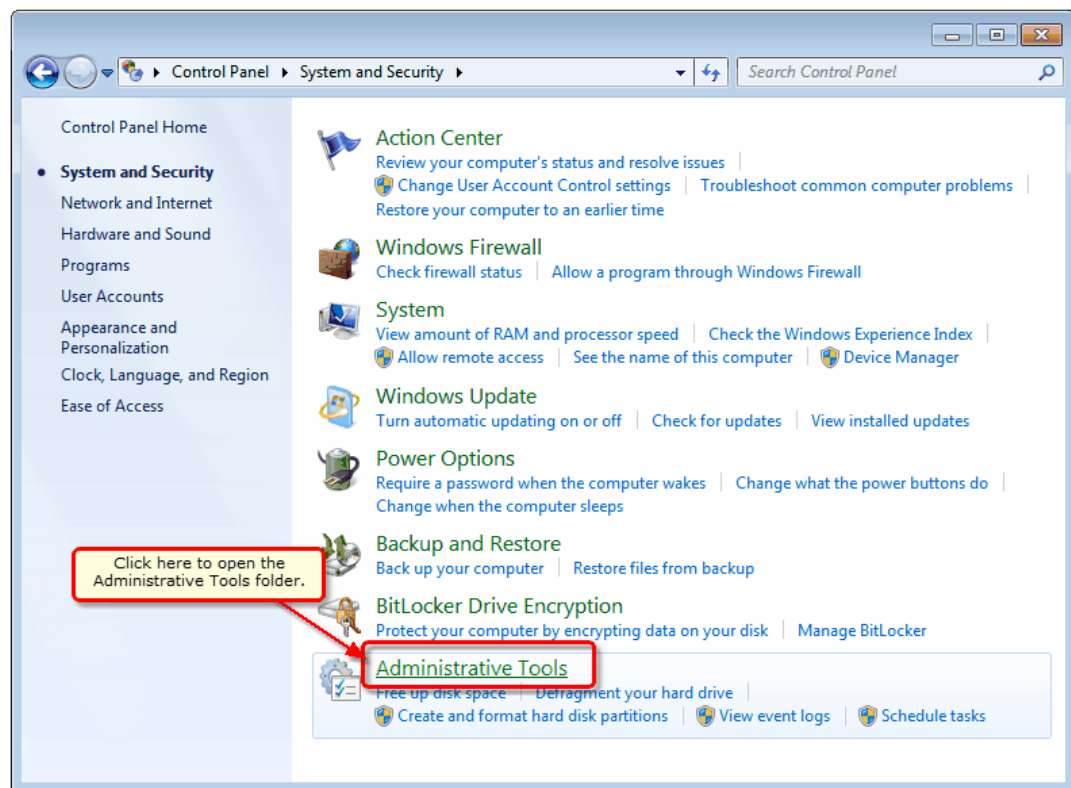 Control Panel System and Security Search Control Panel
Control Panel Home
System and Security
Network and Internet
Hardware and Sound
Programs
User Accounts
Appearance and
Personalization
Clock, Language, and Region
Ease of Access
Action Center
Review your computer's status and resolve issues
Change User Account Control settings Troubleshoot common computer problems
Restore your computer to an earlier time
Windows Firewall
Check firewall status Allow a program through Windows Firewall
System
View amount of RAM and processor speed Check the Windows Experience Index
Allow remote access See the name of this computer Device Manager
Windows Update
Turn automatic updating on or off Check for updates View installed updates
Power Options
Require a password when the computer wakes Change what the power buttons do
Change when the computer sleeps
Backup and Restore
Back up your computer Restore files from backup
Click here to open the
Administrative Tools folder.
BitLocker Drive Encryption
Protect your computer by encrypting data on your disk Manage BitLocker
Administrative Tools
Free up disk space Defragment your hard drive
Create and format hard disk partitions View event logs Schedule tasks